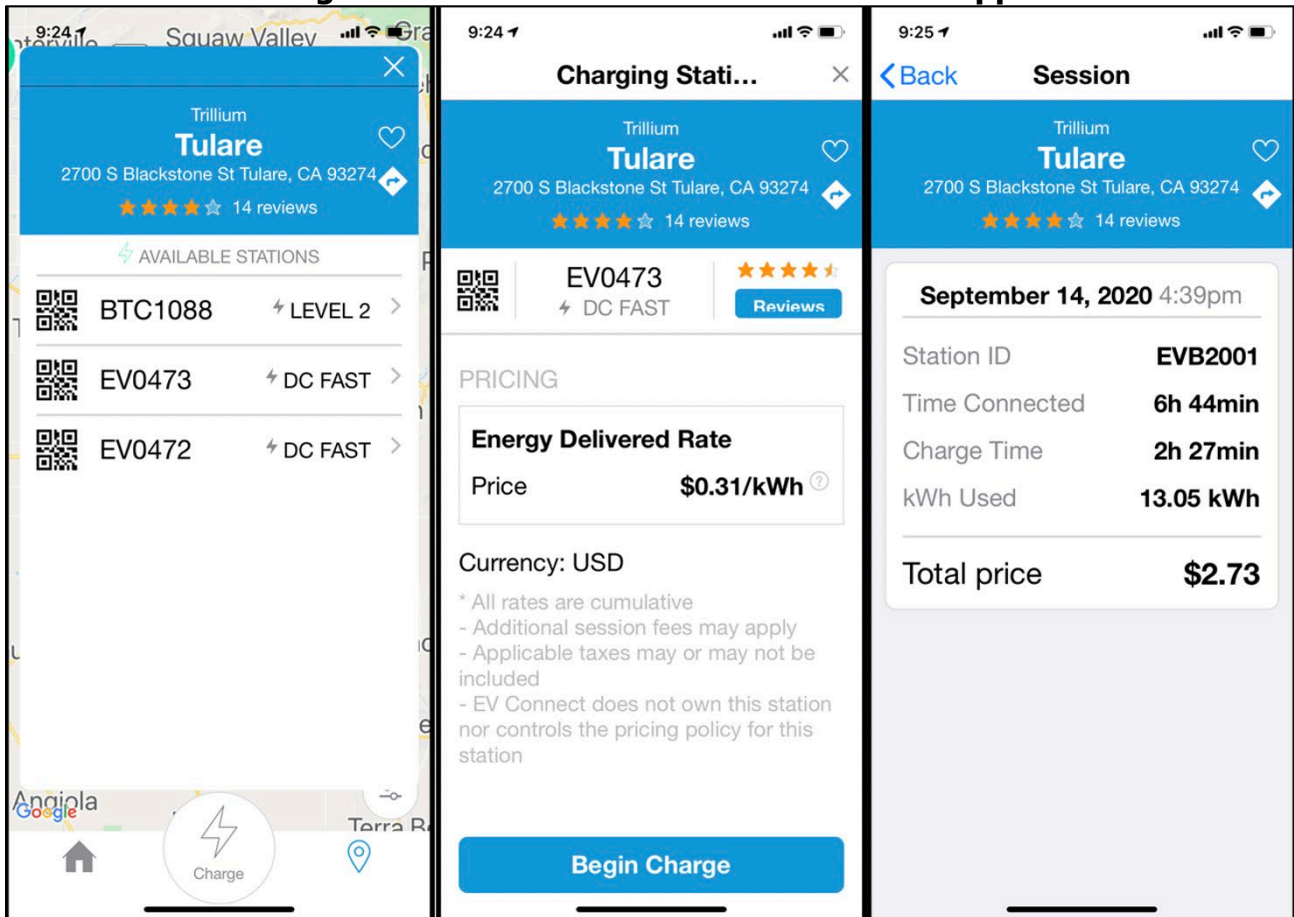 9:24
Squaw Valley
Trillium
Tulare
2700 S Blackstone St Tulare, CA 93274
14 reviews
AVAILABLE STATIONS
BTC1088 LEVEL 2
EV0473 DC FAST
EV0472 DC FAST
Angiola
Google
Terra B
Charge
9:24
Charging Stati...
Trillium
Tulare
2700 S Blackstone St Tulare, CA 93274
14 reviews
EV0473
DC FAST
Reviews
PRICING
Energy Delivered Rate
Price $0.31/kWh ?
Currency: USD
* All rates are cumulative
- Additional session fees may apply
- Applicable taxes may or may not be
included
- EV Connect does not own this station
nor controls the pricing policy for this
station
Begin Charge
9:25
Back Session
Trillium
Tulare
2700 S Blackstone St Tulare, CA 93274
14 reviews
September 14, 2020 4:39pm
Station ID EVB2001
Time Connected 6h 44min
Charge Time 2h 27min
kWh Used 13.05 kWh
Total price $2.73